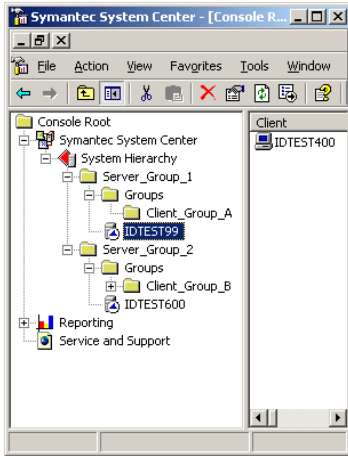 Symantec System Center - [Console R...
File Action View Favorites Tools Window
Console Root
Symantec System Center
System Hierarchy
Server_Group_1
Groups
Client_Group_A
IDTEST99
Server_Group_2
Groups
Client_Group_B
IDTEST600
Reporting
Service and Support
Client
IDTEST400